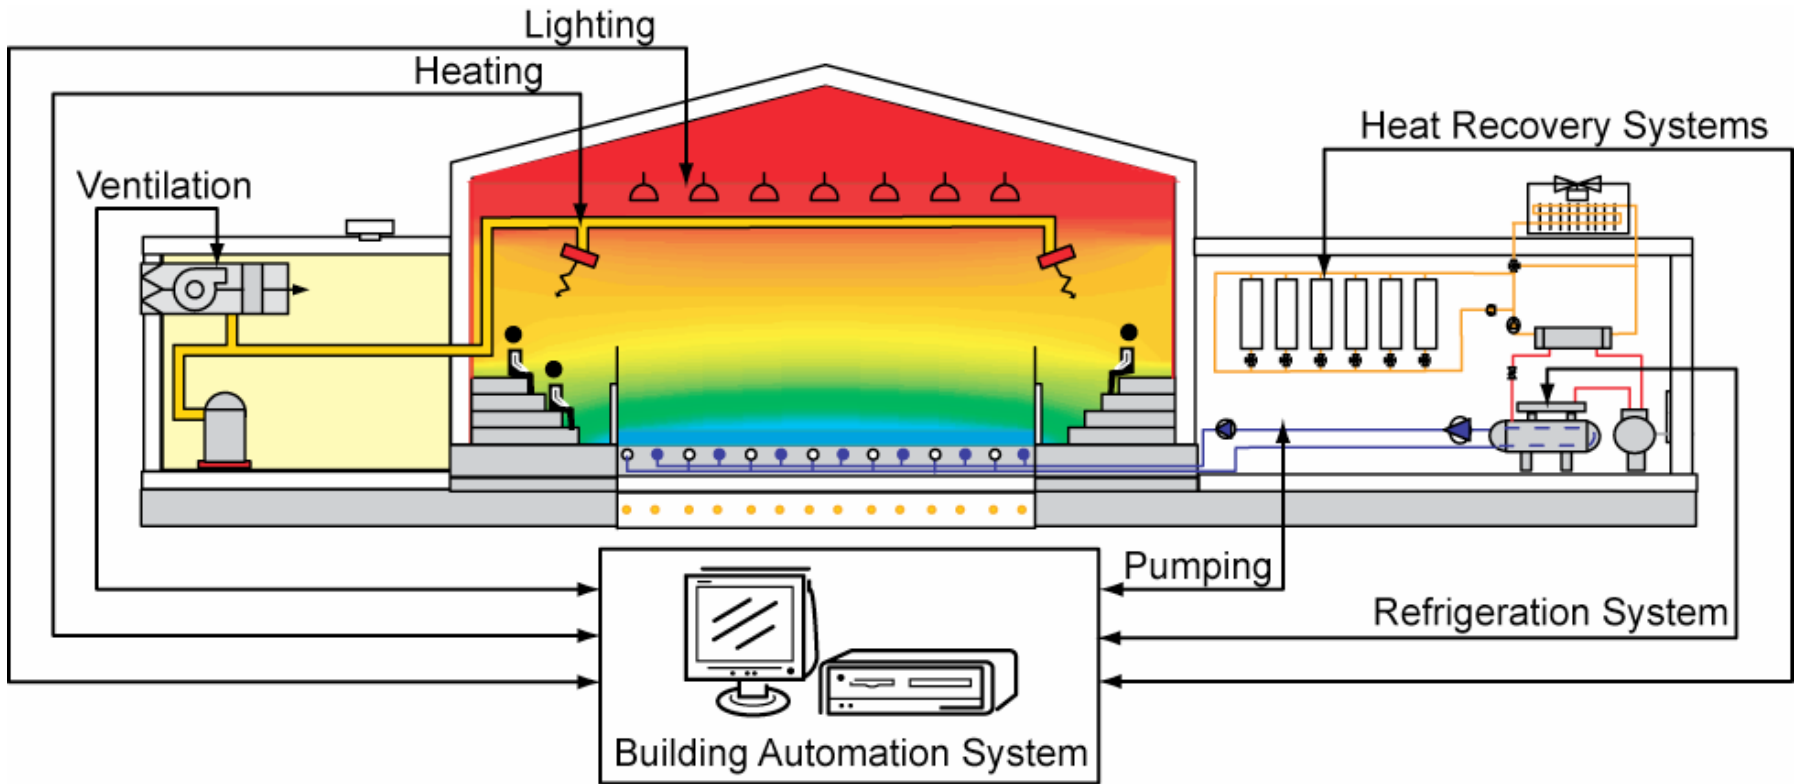 Lighting
Heating
Heat Recovery Systems
Ventilation
Pumping
Refrigeration System
Building Automation System